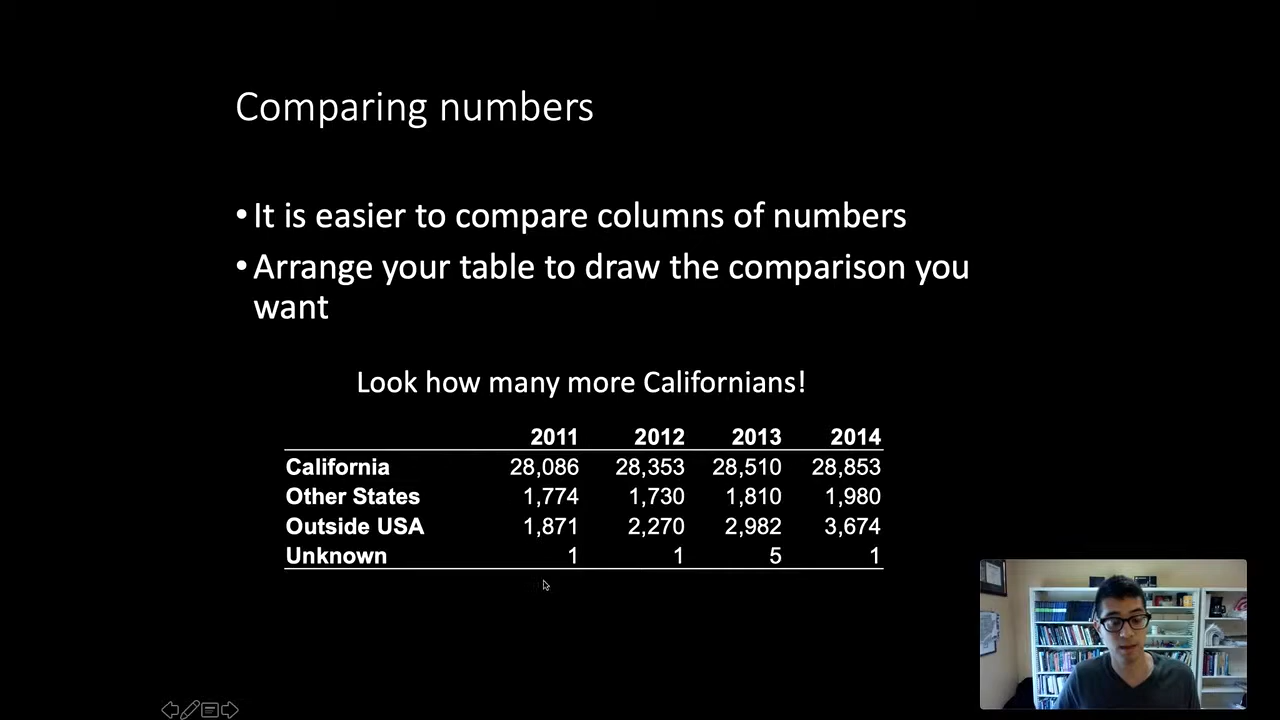 Comparing numbers
• It is easier to compare columns of numbers
• Arrange your table to draw the comparison you
want
Look how many more Californians!
2011 2012 2013 2014
California 28,086 28,353 28,510 28,853
Other States 1,774 1,730 1,810 1,980
Outside USA 1,871 2,270 2,982 3,674
Unknown 1 1 5 1